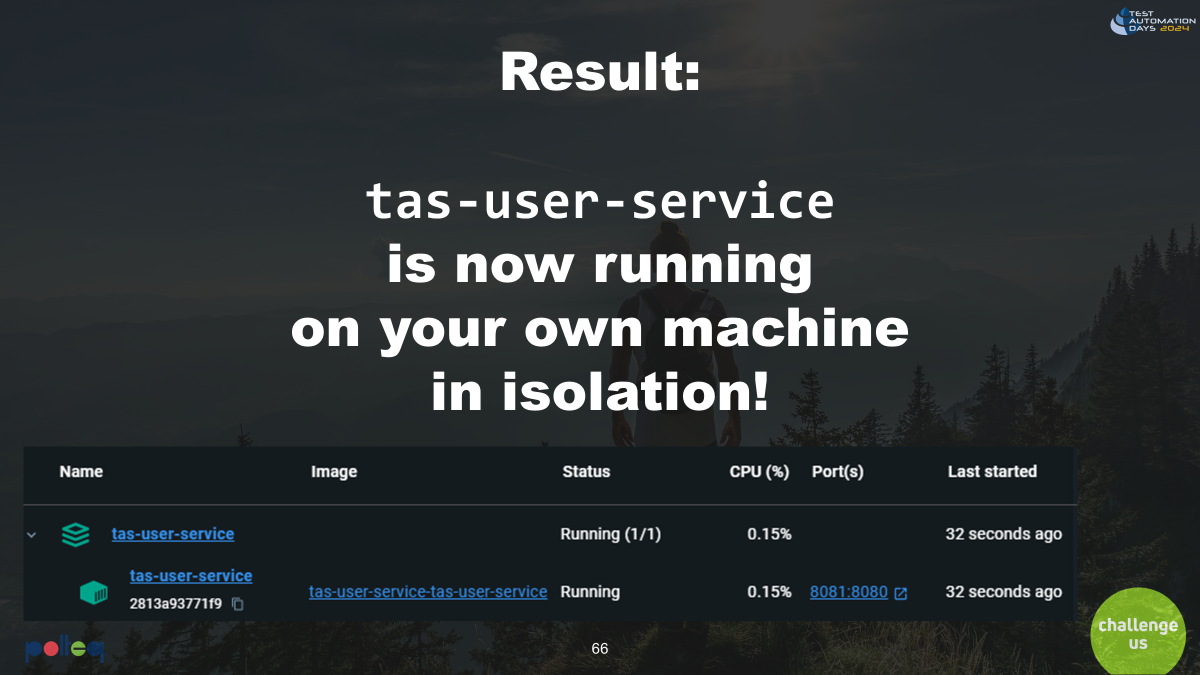 TEST
AUTOMATION
DAYS 2024
Result:
tas-user-service
is now running
on your own machine
in isolation!
Name Image Status CPU (%) Port(s) Last started
tas-user-service Running (1/1) 0.15% 32 seconds ago
tas-user-service
2813a93771f9 tas-user-service-tas-user-service Running 0.15% 8081:8080 32 seconds ago
polteq
66
challenge
us